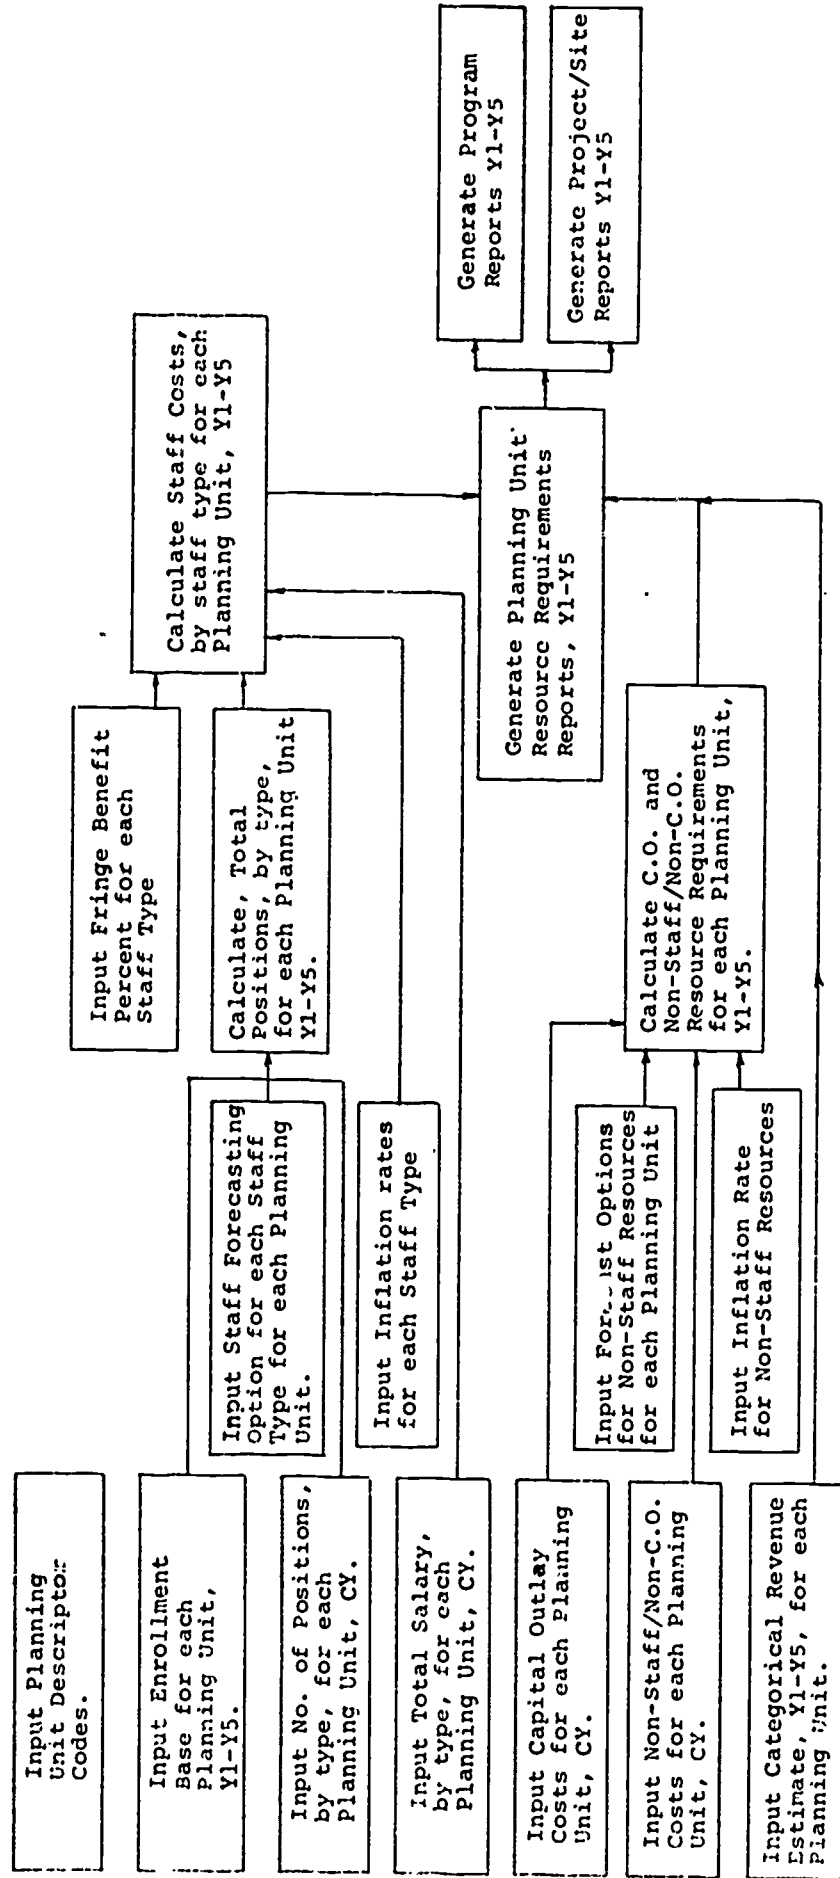 Input Planning
Unit Descriptor
Codes.
Input Enrollment
Base for each
Planning Unit,
Y1-Y5.
Input No. of Positions,
by type, for each
Planning Unit, CY.
Input Total Salary,
by type, for each
Planning Unit, CY.
Input Capital Outlay
Costs for each Planning
Unit, CY.
Input Non-Staff/Non-C.O.
Costs for each Planning
Unit, CY.
Input Categorical Revenue
Estimate, Y1-Y5, for each
Planning Unit.
Input Staff Forecasting
Option for each Staff
Type for each Planning
Unit.
Input Inflation rates
for each Staff Type
Input Options
for Non-Staff Resources
for each Planning Unit
Input Inflation Rate
for Non-Staff Resources
Input Fringe Benefit
Percent for each
Staff Type
Calculate, Total
Positions, by type,
for each Planning Unit
Y1-Y5.
Calculate C.O. and
Non-Staff/Non-C.O.
Resource Requirements
for each Planning Unit,
Y1-Y5.
Calculate Staff Costs,
by staff type for each
Planning Unit, Y1-Y5
Generate Planning Unit
Resource Requirements
Reports, Y1-Y5
Generate Program
Reports Y1-Y5
Generate Project/Site
Reports Y1-Y5